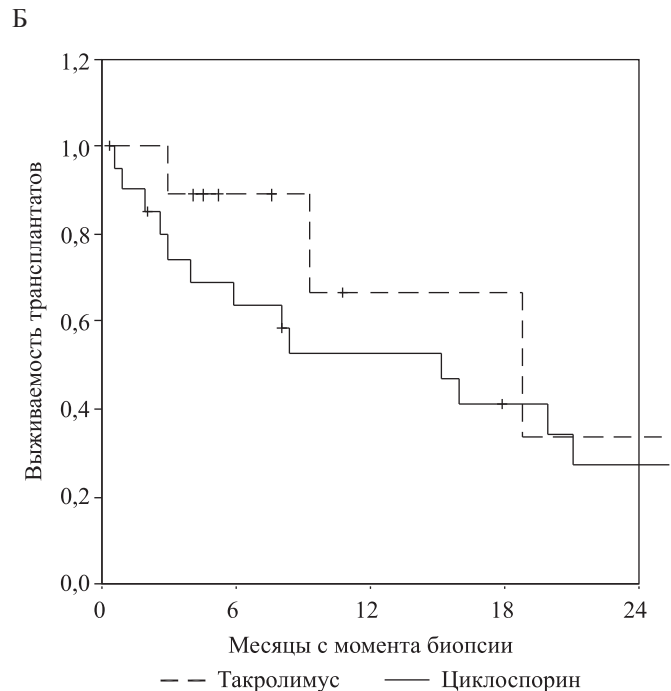 Б
1,2
1,0
0,8
0,6
0,4
0,2
0,0
Выживаемость трансплантатов
0 6 12 18 24
Месяцы с момента биопсии
Такролимус Циклоспорин